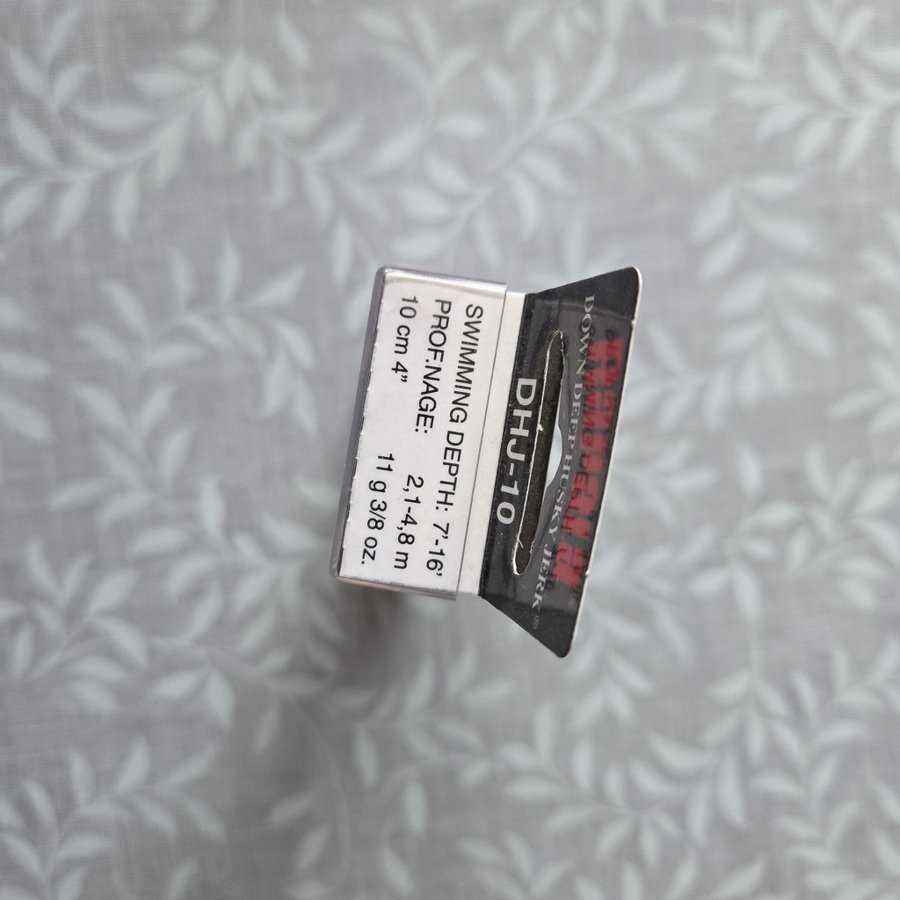 DOWN DEEP HUSKY JERK®
DHJ-10
SWIMMING DEPTH: 7'-16'
PROF.NAGE: 2,1-4,8 m
10 cm 4" 11 g 3/8 oz.